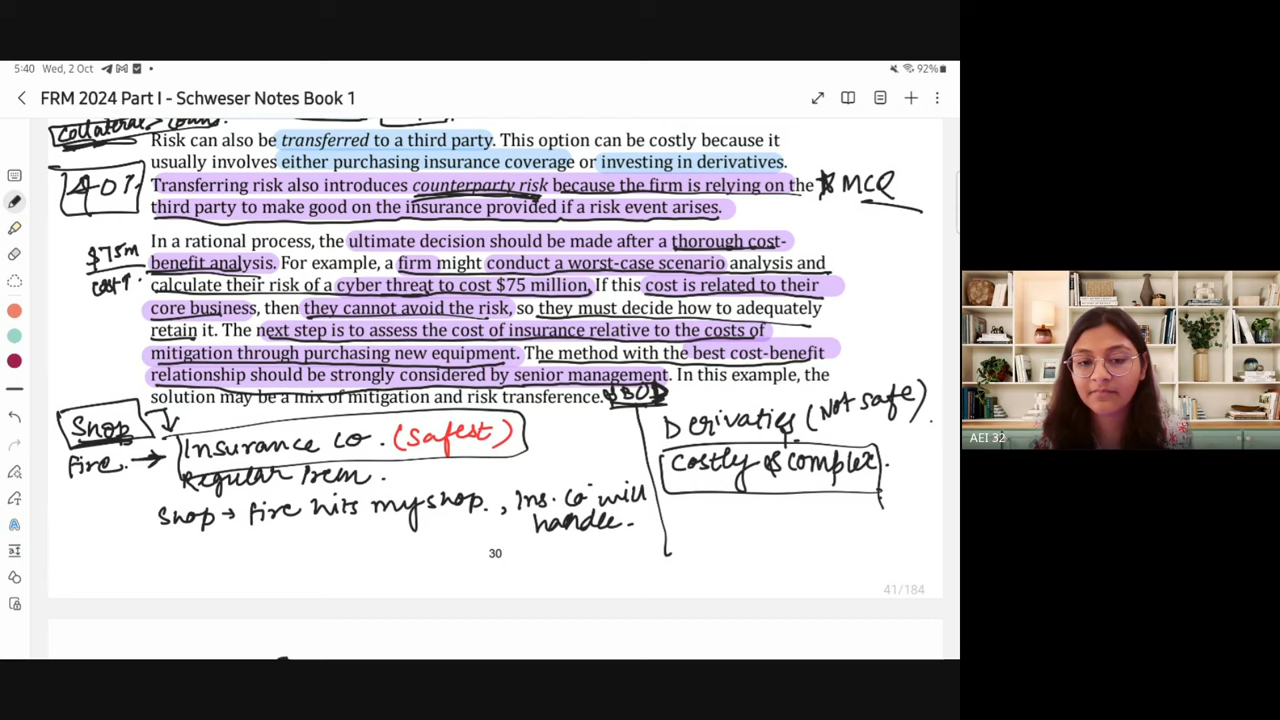 5:40 Wed, 2 Oct
92%
FRM 2024 Part I - Schweser Notes Book 1
Collateral
Risk can also be transferred to a third party. This option can be costly because it
usually involves either purchasing insurance coverage or investing in derivatives.
Transferring risk also introduces counterparty risk because the firm is relying on the
MCQ
third party to make good on the insurance provided if a risk event arises.
In a rational process, the ultimate decision should be made after a thorough cost-
$75m
cost↑
benefit analysis. For example, a firm might conduct a worst-case scenario analysis and
calculate their risk of a cyber threat to cost $75 million. If this cost is related to their
core business, then they cannot avoid the risk, so they must decide how to adequately
retain it. The next step is to assess the cost of insurance relative to the costs of
mitigation through purchasing new equipment. The method with the best cost-benefit
relationship should be strongly considered by senior management. In this example, the
solution may be a mix of mitigation and risk transference.
Shop
Insurance Co. (Safest)
Derivaties (Not safe).
fire. →
Costly & complex.
Regular Prem.
Shop → fire hits my shop., Ins. Co will
handle.
30
41/184
AEI 32